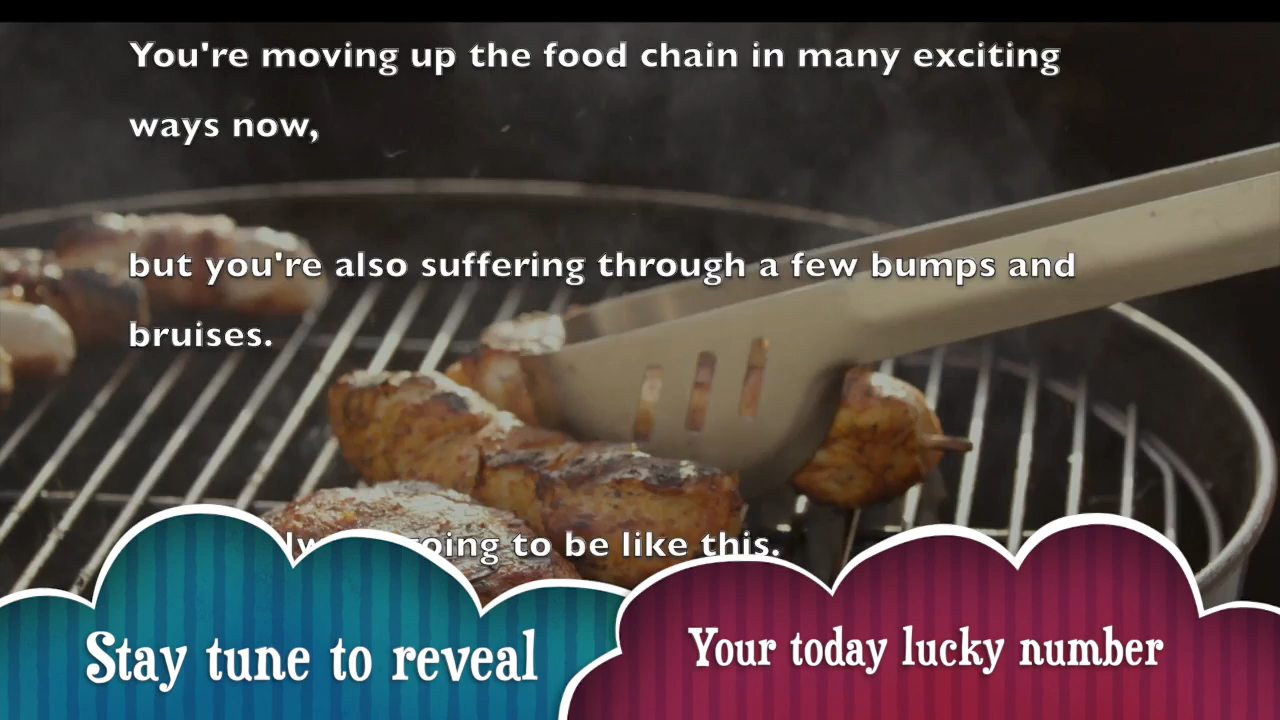 You're moving up the food chain in many exciting
ways now,
but you're also suffering through a few bumps and
bruises.
going to be like this.
Stay tune to reveal
Your today lucky number